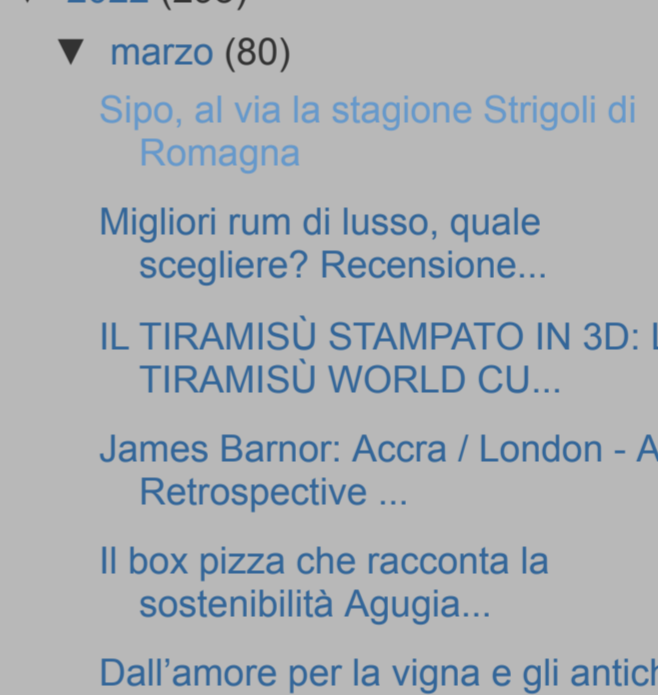 ▼ marzo (80)
Sipo, al via la stagione Strigoli di
Romagna
Migliori rum di lusso, quale
scegliere? Recensione...
IL TIRAMISÙ STAMPATO IN 3D:
TIRAMISÙ WORLD CU...
James Barnor: Accra / London - A
Retrospective ...
Il box pizza che racconta la
sostenibilità Agugia...
Dall'amore per la vigna e gli